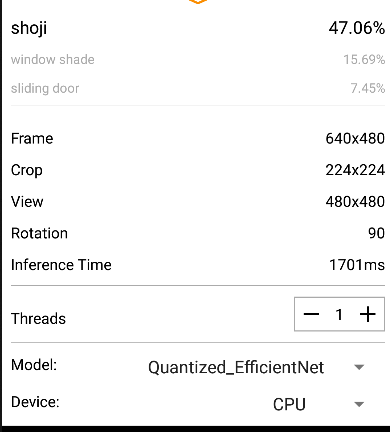 shoji 47.06%
window shade 15.69%
sliding door 7.45%
Frame 640x480
Crop 224x224
View 480x480
Rotation 90
Inference Time 1701ms
Threads 1
Model: Quantized_EfficientNet
Device: CPU